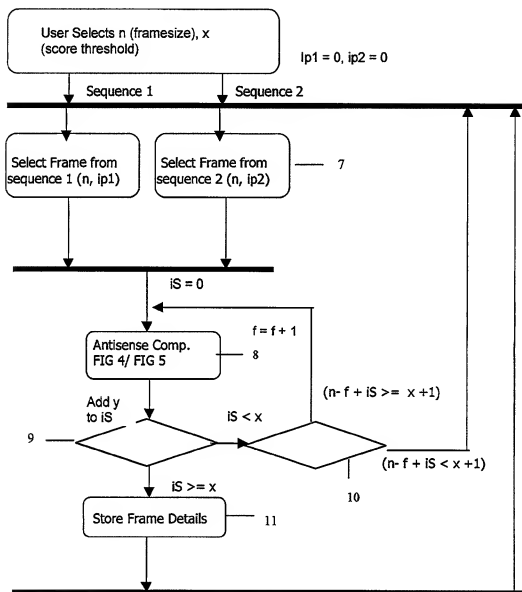 User Selects n (framesize), x
(score threshold)
Ip1 = 0, ip2 = 0
Sequence 1
Sequence 2
Select Frame from
sequence 1 (n, ip1)
Select Frame from
sequence 2 (n, ip2)
7
iS = 0
f = f + 1
Antisense Comp.
FIG 4/ FIG 5
8
(n- f + iS >= x +1)
Add y
to iS
iS < x
9
(n- f + iS < x +1)
10
iS >= x
Store Frame Details
11